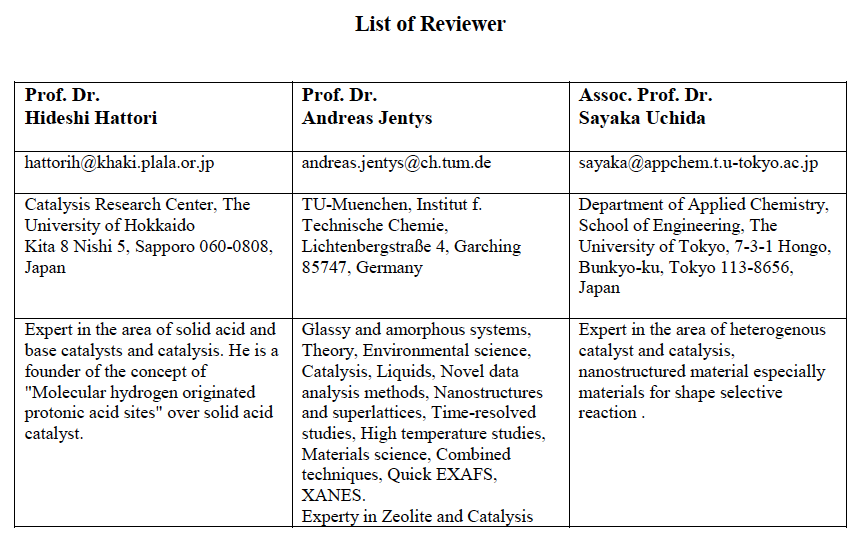 List of Reviewer
Prof. Dr.
Hideshi Hattori
Prof. Dr.
Andreas Jentys
Assoc. Prof. Dr.
Sayaka Uchida
hattorih@khaki.plala.or.jp
andreas.jentys@ch.tum.de
sayaka@appchem.t.u-tokyo.ac.jp
Catalysis Research Center, The
University of Hokkaido
Kita 8 Nishi 5, Sapporo 060-0808,
Japan
TU-Muenchen, Institut f.
Technische Chemie,
Lichtenbergstraße 4, Garching
85747, Germany
Department of Applied Chemistry,
School of Engineering, The
University of Tokyo, 7-3-1 Hongo,
Bunkyo-ku, Tokyo 113-8656,
Japan
Expert in the area of solid acid and
base catalysts and catalysis. He is a
founder of the concept of
"Molecular hydrogen originated
protonic acid sites" over solid acid
catalyst.
Glassy and amorphous systems,
Theory, Environmental science,
Catalysis, Liquids, Novel data
analysis methods, Nanostructures
and superlattices, Time-resolved
studies, High temperature studies,
Materials science, Combined
techniques, Quick EXAFS,
XANES.
Experty in Zeolite and Catalysis
Expert in the area of heterogenous
catalyst and catalysis,
nanostructured material especially
materials for shape selective
reaction .